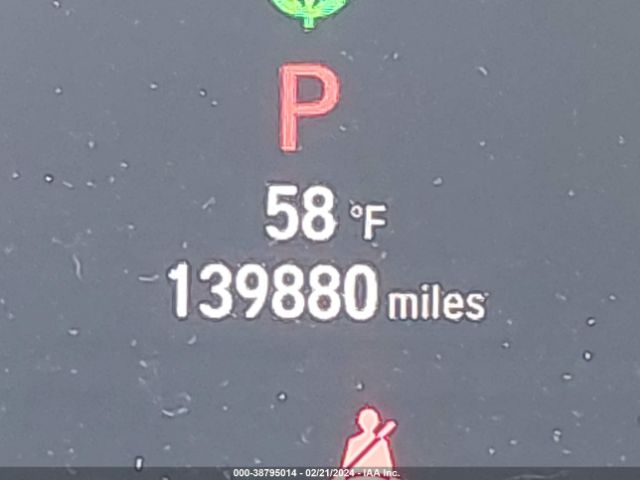 P
58 °F
139880 miles
000-38795014 - 02/21/2024 - IAA Inc.